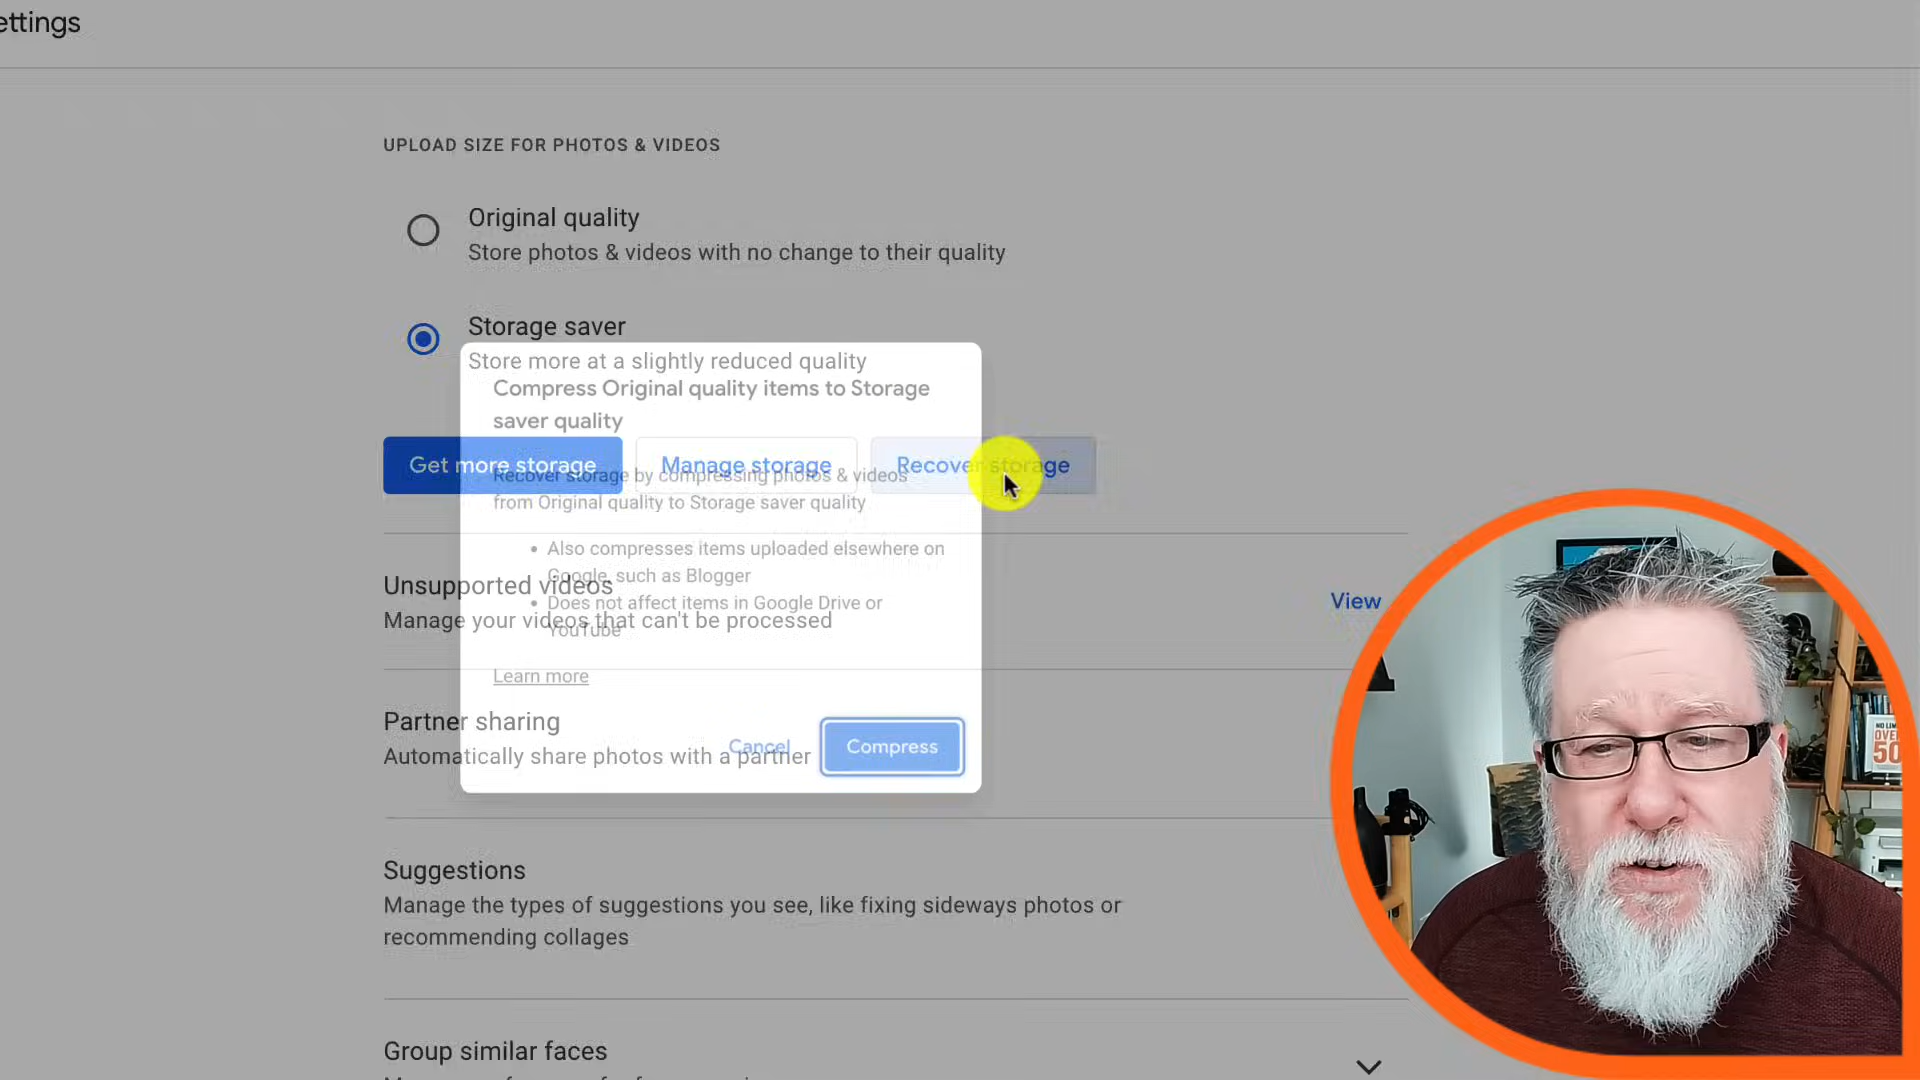 ettings
UPLOAD SIZE FOR PHOTOS & VIDEOS
Original quality
Store photos & videos with no change to their quality
Storage saver
Store more at a slightly reduced quality
Compress Original quality items to Storage
saver quality
Get more storage
Manage storage
Recover storage
Recover storage by compressing photos & videos
from Original quality to Storage saver quality
Also compresses items uploaded elsewhere on
Google, such as Blogger
Does not affect items in Google Drive or
YouTube
Learn more
Cancel
Compress
Unsupported videos
Manage your videos that can't be processed
View
Partner sharing
Automatically share photos with a partner
Suggestions
Manage the types of suggestions you see, like fixing sideways photos or
recommending collages
Group similar faces
NO LIM
OVER
50